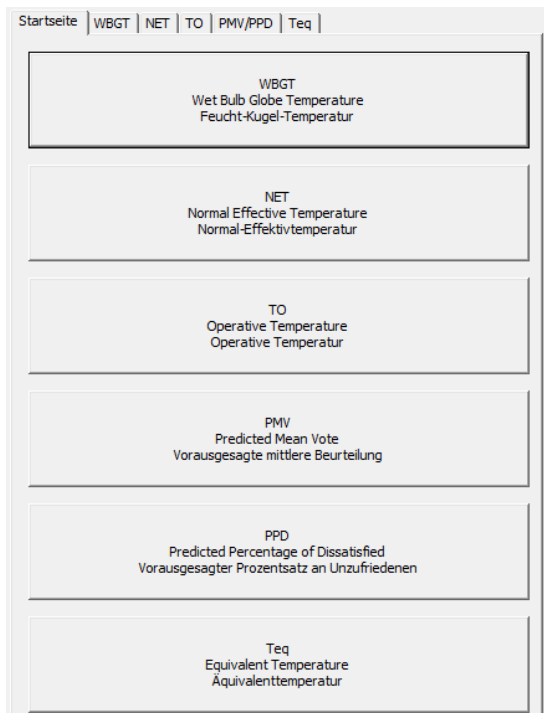 Startseite WBGT NET TO PMV/PPD Teq
WBGT
Wet Bulb Globe Temperature
Feucht-Kugel-Temperatur
NET
Normal Effective Temperature
Normal-Effektivtemperatur
TO
Operative Temperature
Operative Temperatur
PMV
Predicted Mean Vote
Vorausgesagte mittlere Beurteilung
PPD
Predicted Percentage of Dissatisfied
Vorausgesagter Prozentsatz an Unzufriedenen
Teq
Equivalent Temperature
Äquivalenttemperatur